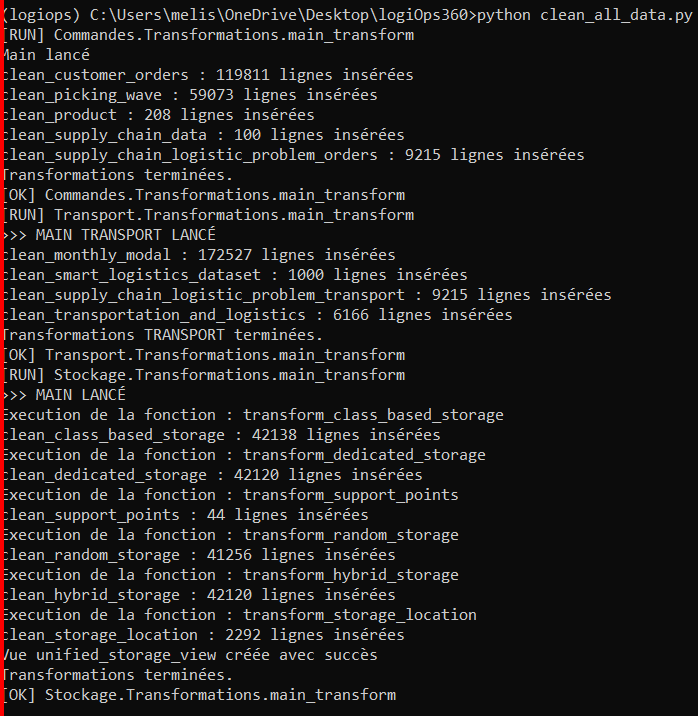 (logiops) C:\Users\melis\OneDrive\Desktop\logiOps360>python clean_all_data.py
[RUN] Commandes.Transformations.main_transform
Main lancé
clean_customer_orders : 119811 lignes insérées
clean_picking_wave : 59073 lignes insérées
clean_product : 208 lignes insérées
clean_supply_chain_data : 100 lignes insérées
clean_supply_chain_logistic_problem_orders : 9215 lignes insérées
Transformations terminées.
[OK] Commandes.Transformations.main_transform
[RUN] Transport.Transformations.main_transform
>>> MAIN TRANSPORT LANCÉ
clean_monthly_modal : 172527 lignes insérées
clean_smart_logistics_dataset : 1000 lignes insérées
clean_supply_chain_logistic_problem_transport : 9215 lignes insérées
clean_transportation_and_logistics : 6166 lignes insérées
Transformations TRANSPORT terminées.
[OK] Transport.Transformations.main_transform
[RUN] Stockage.Transformations.main_transform
>>> MAIN LANCÉ
Execution de la fonction : transform_class_based_storage
clean_class_based_storage : 42138 lignes insérées
Execution de la fonction : transform_dedicated_storage
clean_dedicated_storage : 42120 lignes insérées
Execution de la fonction : transform_support_points
clean_support_points : 44 lignes insérées
Execution de la fonction : transform_random_storage
clean_random_storage : 41256 lignes insérées
Execution de la fonction : transform_hybrid_storage
clean_hybrid_storage : 42120 lignes insérées
Execution de la fonction : transform_storage_location
clean_storage_location : 2292 lignes insérées
Vue unified_storage_view créée avec succès
Transformations terminées.
[OK] Stockage.Transformations.main_transform